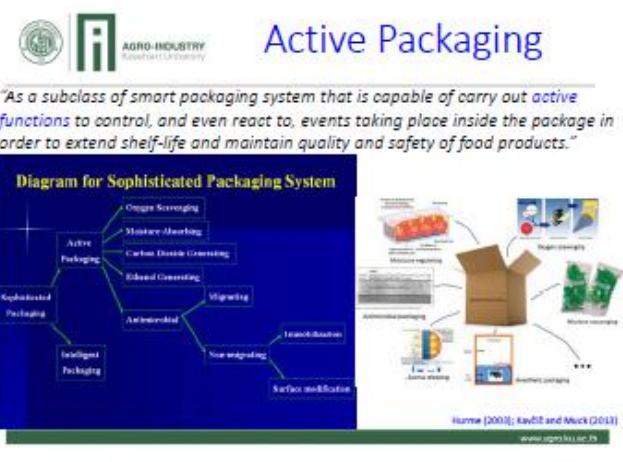 AGRO-INDUSTRY
Kasetsart University
Active Packaging
"As a subclass of smart packaging system that is capable of carry out active
functions to control, and even react to, events taking place inside the package in
order to extend shelf-life and maintain quality and safety of food products."
Diagram for Sophisticated Packaging System
Oxygen Scavenging
Moisture Absorbing
Active
Packaging
Carbon Dioxide Generating
Ethanol Generating
Sophisticated
Packaging
Antimicrobial
Migrating
Non-migrating
Immobilization
Surface modification
Intelligent
Packaging
Oxygen scavenging
Moisture regulating
Antimicrobial packaging
Ethylene scavenging
Aroma releasing
Anesthetic packaging
...
Hurme (2003); Kavčič and Muck (2013)
www.agro.ku.ac.th